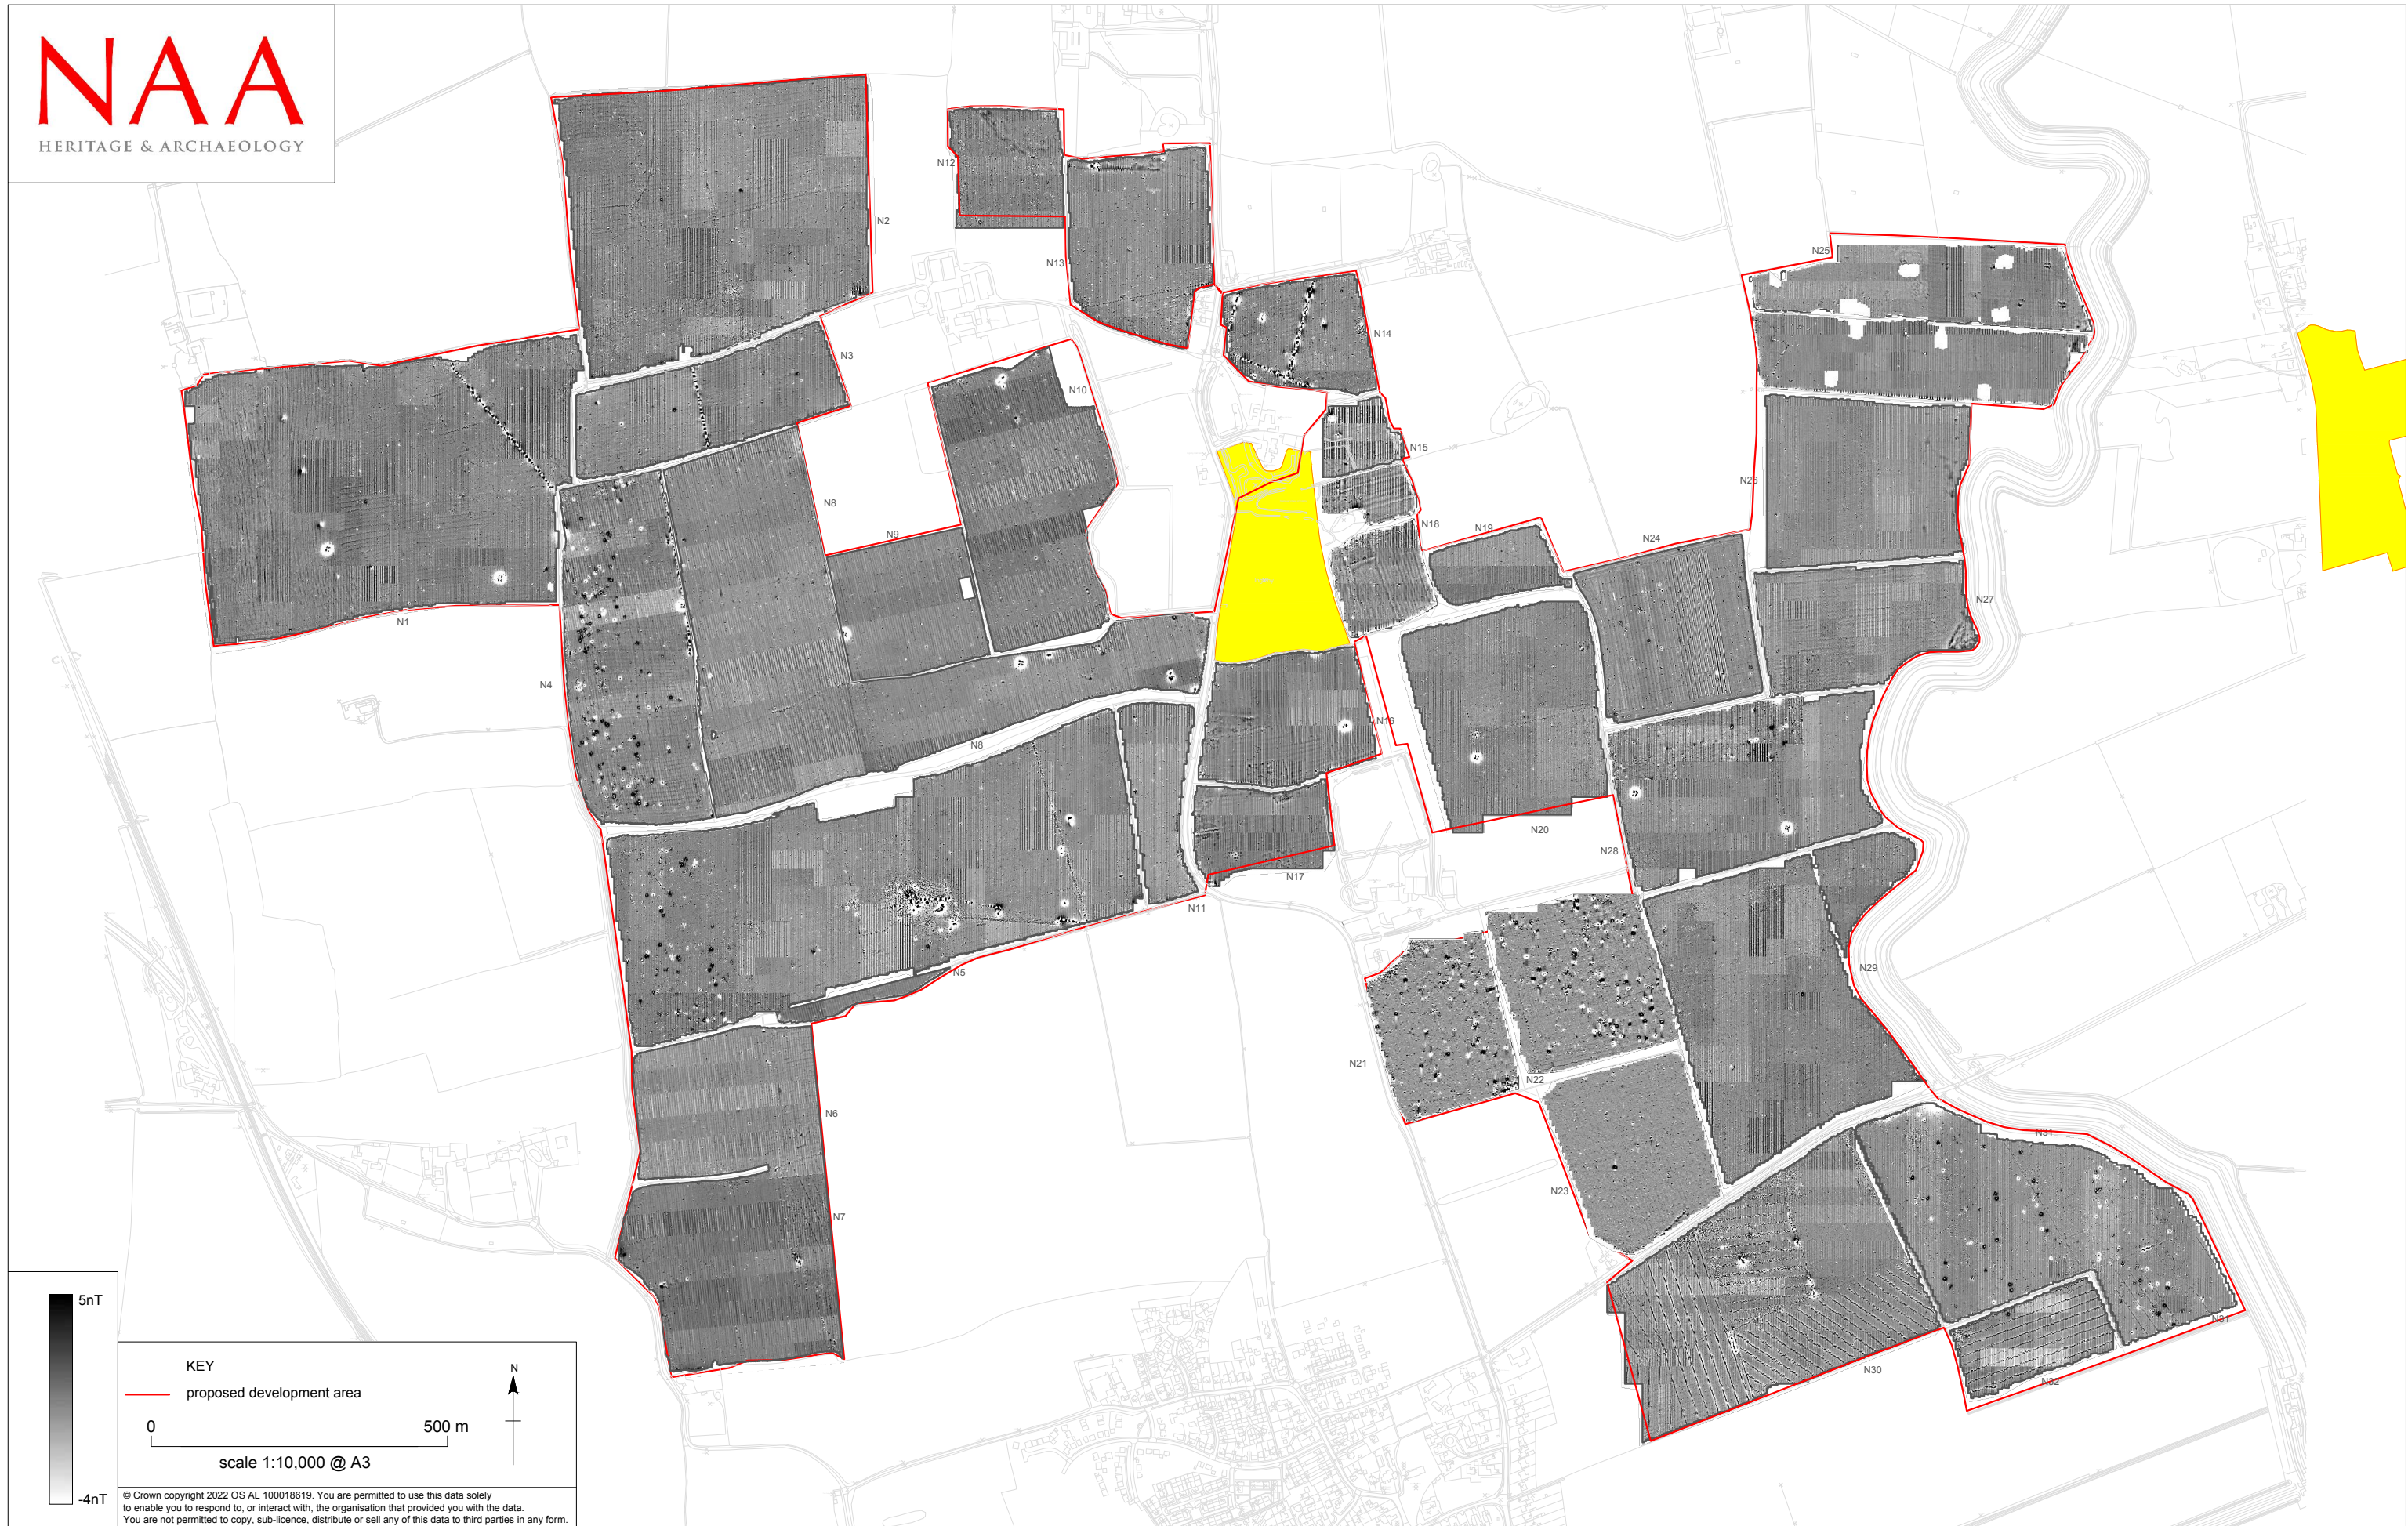 NAA
HERITAGE & ARCHAEOLOGY
N12
N2
N25
N13
N14
N3
N10
N15
N26
N8
N18
N19
N9
N24
N27
N1
N4
N16
N8
N20
N28
N17
N11
N29
N5
N21
N22
N6
N31
N23
N7
N31
N30
N32
5nT
-4nT
KEY
proposed development area
0 500 m
scale 1:10,000 @ A3
N
© Crown copyright 2022 OS AL 100018619. You are permitted to use this data solely
to enable you to respond to, or interact with, the organisation that provided you with the data.
You are not permitted to copy, sub-licence, distribute or sell any of this data to third parties in any form.